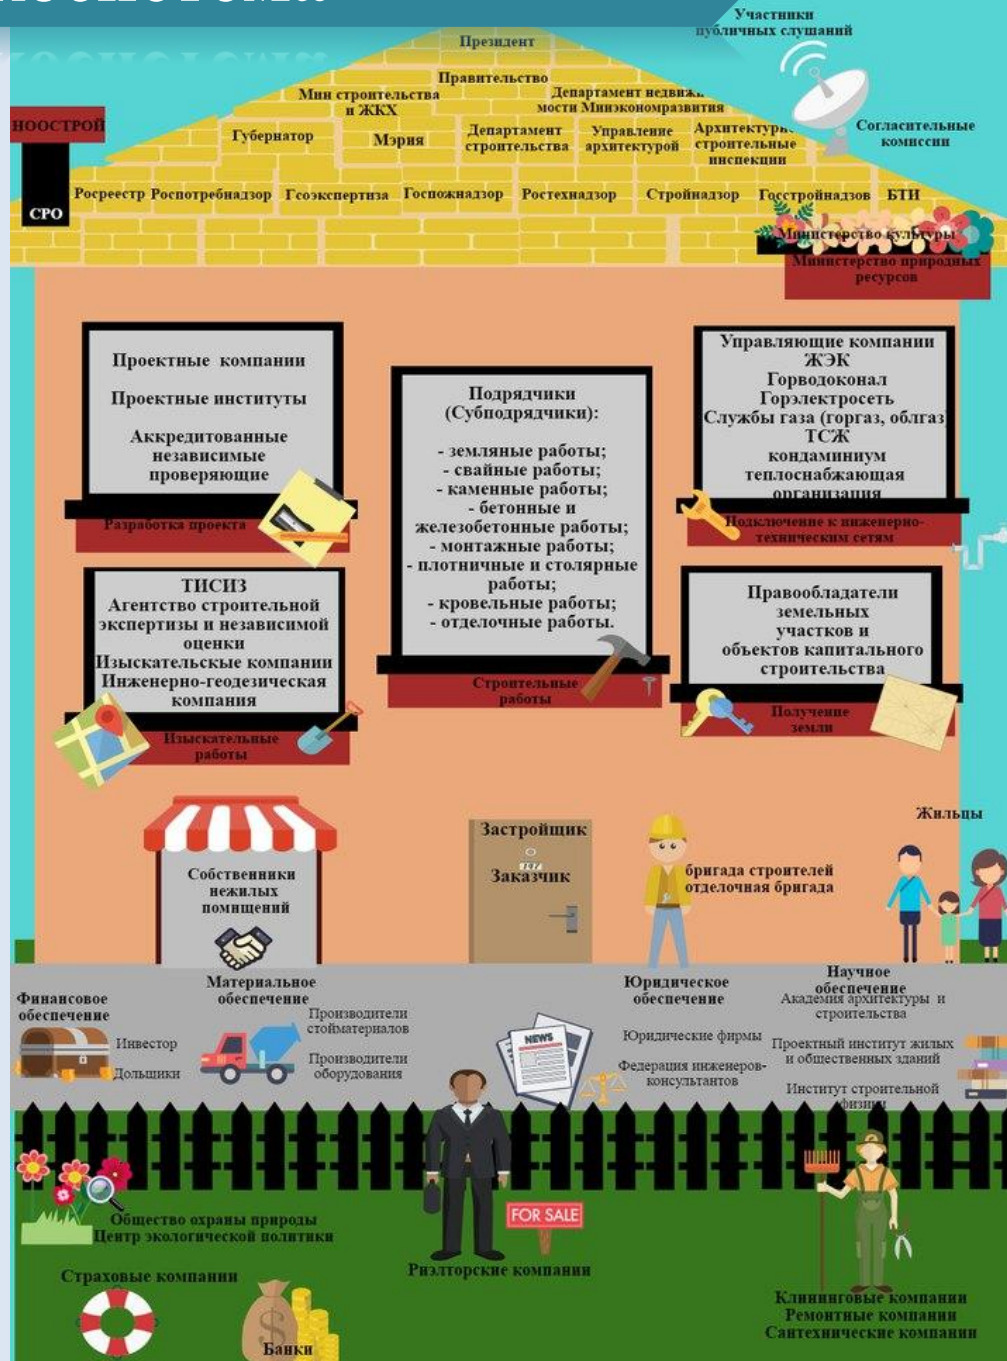 Участники
публичных слушаний
Президент
Правительство
Мин строительства
и ЖКХ
Департамент недвижи-
мости Минэкономразвития
НООСТРОЙ
Губернатор
Мэрия
Департамент
строительства
Управление
архитектурой
Архитектурно-
строительные
инспекции
Согласительные
комиссии
СРО
Росреестр Роспотребнадзор Гсоэкспертиза Госпожнадзор Ростехнадзор Стройнадзор Госстройнадзов БТИ
Министерство культуры
Министерство природных
ресурсов
Проектные компании
Проектные институты
Аккредитованные
независимые
проверяющие
Разработка проекта
Подрядчики
(Субподрядчики):
- земляные работы;
- свайные работы;
- каменные работы;
- бетонные и
железобетонные работы;
- монтажные работы;
- плотничные и столярные
работы;
- кровельные работы;
- отделочные работы.
Строительные
работы
Управляющие компании
ЖЭК
Горводоконал
Горэлектросеть
Службы газа (горгаз, облгаз)
ТСЖ
кондаминиум
теплоснабжающая
организация
Подключение к инженерно-
техническим сетям
ТИСИЗ
Агентство строительной
экспертизы и независимой
оценки
Изыскательскые компании
Инженерно-геодезическая
компания
Изыскательные
работы
Правообладатели
земельных
участков и
объектов капитального
строительства
Получение
земли
Собственники
нежилых
помнщений
Застройщик
Заказчик
бригада строителей
отделочная бригада
Жильцы
Финансовое
обеспечение
Инвестор
Дольщики
Материальное
обеспечение
Производители
стойматериалов
Производители
оборудования
NEWS
Юридическое
обеспечение
Юридические фирмы
Федерация инженеров-
консультантов
Научное
обеспечение
Академия архитектуры и
строительства
Проектный институт жилых
и общественных зданий
Институт строительной
физики
Общество охраны природы
Центр экологической политики
FOR SALE
Риэлторские компании
Страховые компании
Банки
Клининговые компании
Ремонтные компании
Сантехнические компании